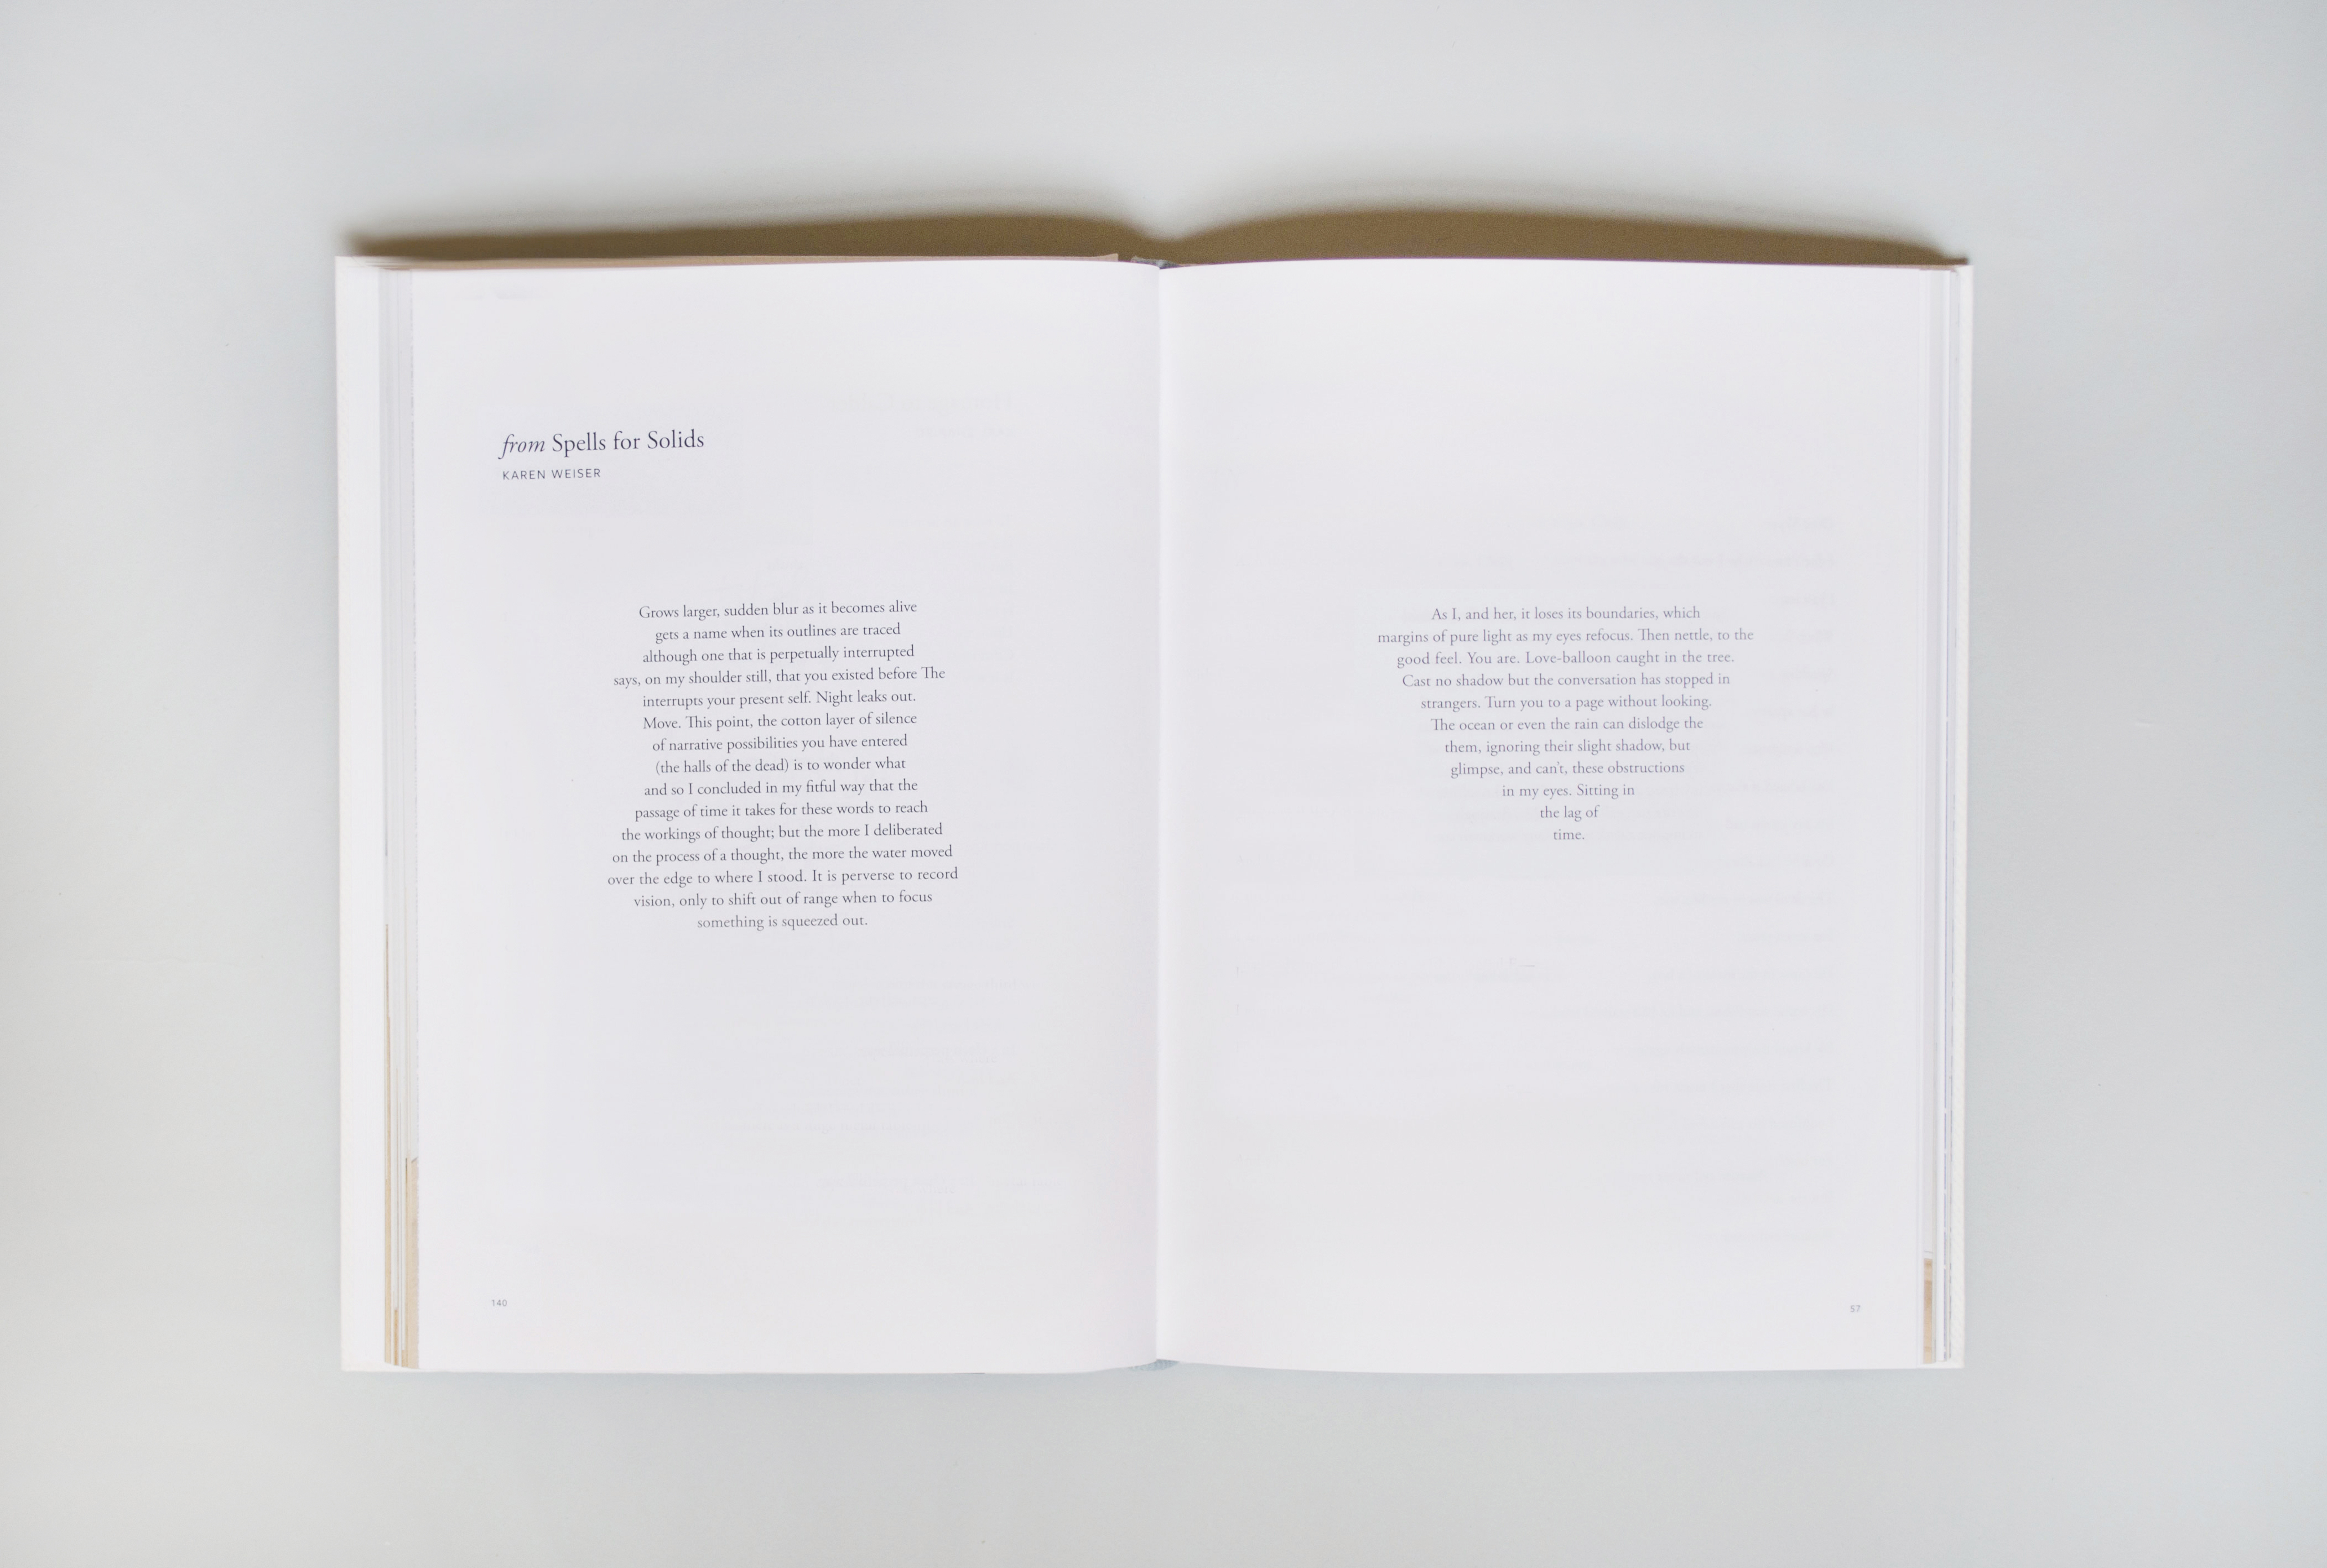 from Spells for Solids
KAREN WEISER
Grows larger, sudden blur as it becomes alive
gets a name when its outlines are traced
although one that is perpetually interrupted
says, on my shoulder still, that you existed before The
interrupts your present self. Night leaks out.
Move. This point, the cotton layer of silence
of narrative possibilities you have entered
(the halls of the dead) is to wonder what
and so I concluded in my fitful way that the
passage of time it takes for these words to reach
the workings of thought; but the more I deliberated
on the process of a thought, the more the water moved
over the edge to where I stood. It is perverse to record
vision, only to shift out of range when to focus
something is squeezed out.
140
As I, and her, it loses its boundaries, which
margins of pure light as my eyes refocus. Then nettle, to the
good feel. You are. Love-balloon caught in the tree.
Cast no shadow but the conversation has stopped in
strangers. Turn you to a page without looking.
The ocean or even the rain can dislodge the
them, ignoring their slight shadow, but
glimpse, and can't, these obstructions
in my eyes. Sitting in
the lag of
time.
57